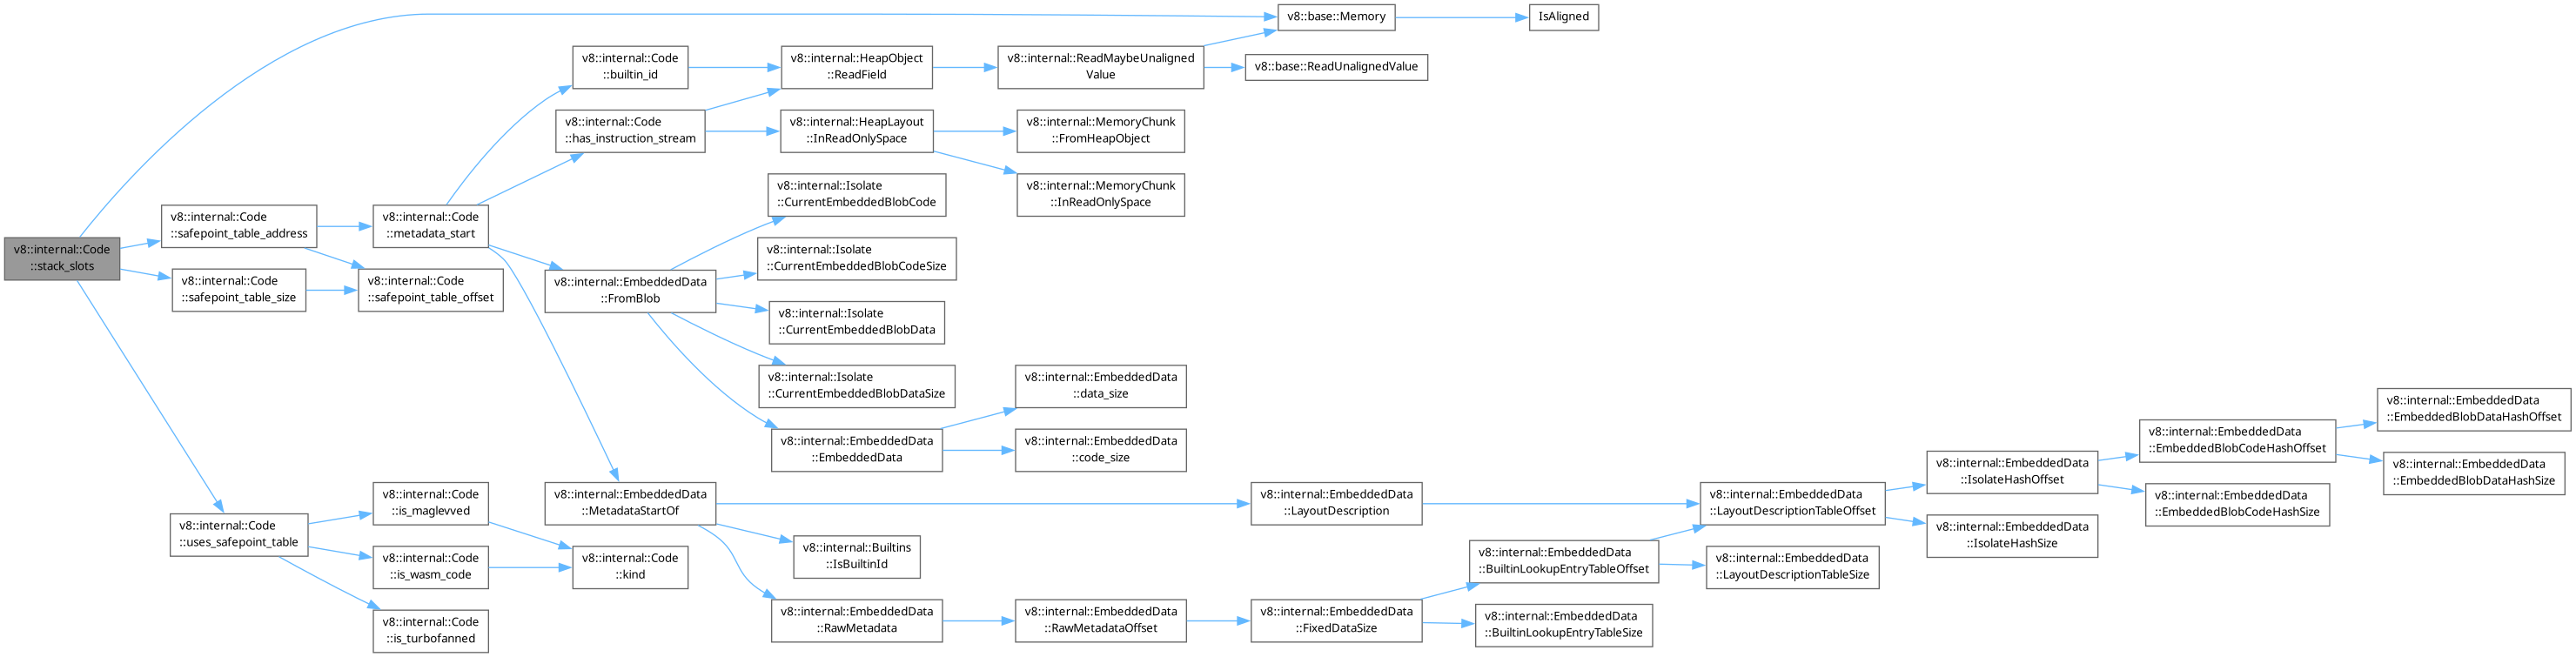 v8::internal::Code
::stack_slots
v8::base::Memory
IsAligned
v8::internal::Code
::safepoint_table_address
v8::internal::Code
::metadata_start
v8::internal::Code
::builtin_id
v8::internal::HeapObject
::ReadField
v8::internal::ReadMaybeUnaligned
Value
v8::base::ReadUnalignedValue
v8::internal::Code
::has_instruction_stream
v8::internal::HeapLayout
::InReadOnlySpace
v8::internal::MemoryChunk
::FromHeapObject
v8::internal::MemoryChunk
::InReadOnlySpace
v8::internal::EmbeddedData
::FromBlob
v8::internal::Isolate
::CurrentEmbeddedBlobCode
v8::internal::Isolate
::CurrentEmbeddedBlobCodeSize
v8::internal::Isolate
::CurrentEmbeddedBlobData
v8::internal::Isolate
::CurrentEmbeddedBlobDataSize
v8::internal::EmbeddedData
::EmbeddedData
v8::internal::EmbeddedData
::data_size
v8::internal::EmbeddedData
::code_size
v8::internal::EmbeddedData
::MetadataStartOf
v8::internal::EmbeddedData
::LayoutDescription
v8::internal::EmbeddedData
::LayoutDescriptionTableOffset
v8::internal::EmbeddedData
::IsolateHashOffset
v8::internal::EmbeddedData
::EmbeddedBlobCodeHashOffset
v8::internal::EmbeddedData
::EmbeddedBlobDataHashOffset
v8::internal::EmbeddedData
::EmbeddedBlobDataHashSize
v8::internal::EmbeddedData
::EmbeddedBlobCodeHashSize
v8::internal::EmbeddedData
::IsolateHashSize
v8::internal::Builtins
::IsBuiltinId
v8::internal::EmbeddedData
::RawMetadata
v8::internal::EmbeddedData
::RawMetadataOffset
v8::internal::EmbeddedData
::FixedDataSize
v8::internal::EmbeddedData
::BuiltinLookupEntryTableOffset
v8::internal::EmbeddedData
::LayoutDescriptionTableSize
v8::internal::EmbeddedData
::BuiltinLookupEntryTableSize
v8::internal::Code
::safepoint_table_offset
v8::internal::Code
::safepoint_table_size
v8::internal::Code
::uses_safepoint_table
v8::internal::Code
::is_maglevved
v8::internal::Code
::kind
v8::internal::Code
::is_wasm_code
v8::internal::Code
::is_turbofanned